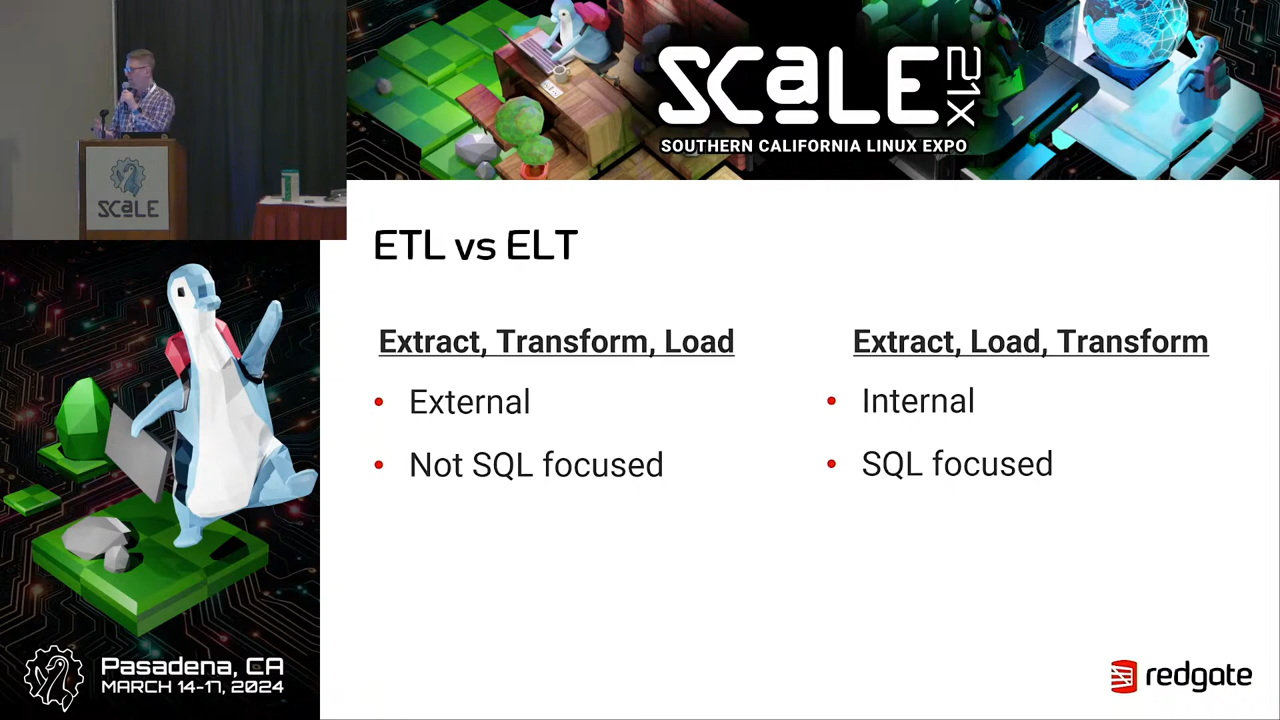 SCaLE 21X
SOUTHERN CALIFORNIA LINUX EXPO
SCaLE
ETL vs ELT
Extract, Transform, Load
• External
• Not SQL focused
Extract, Load, Transform
• Internal
• SQL focused
Pasadena, CA
MARCH 14-17, 2024
redgate